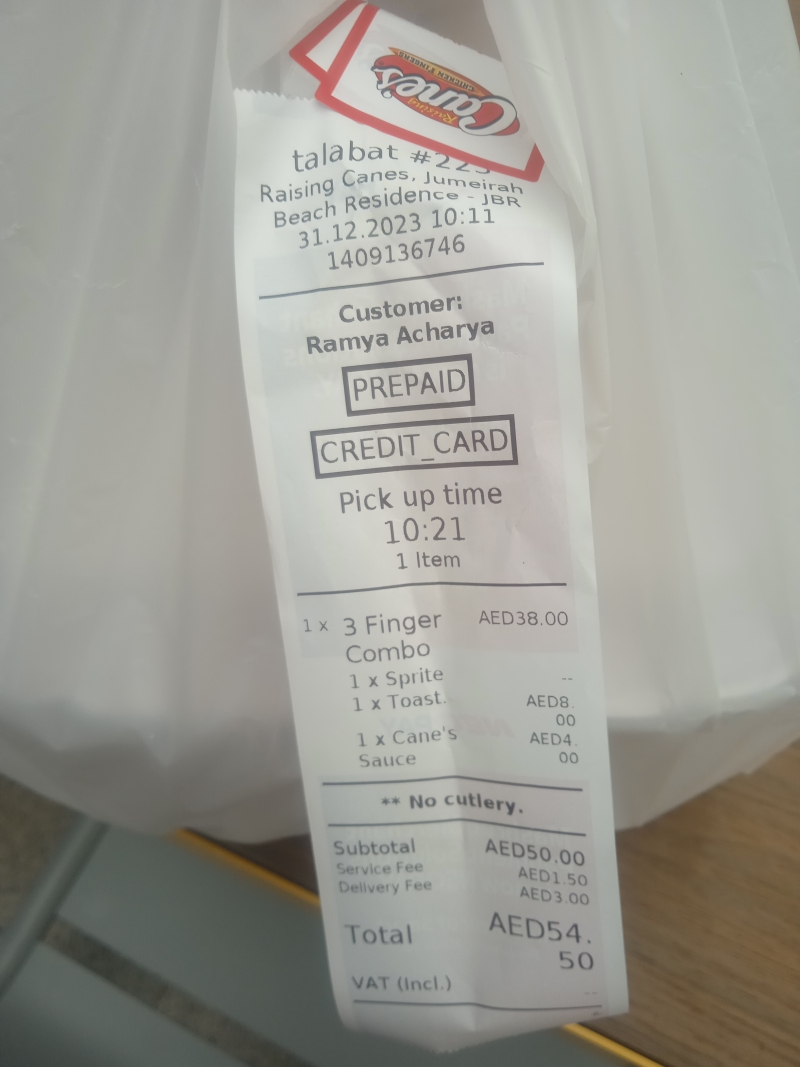 Raising
Cane's
CHICKEN FINGERS
talabat
Raising Canes, Jumeirah
Beach Residence - JBR
31.12.2023 10:11
1409136746
Customer:
Ramya Acharya
PREPAID
CREDIT_CARD
Pick up time
10:21
1 Item
1 x 3 Finger AED38.00
Combo
1 x Sprite --
1 x Toast. AED8.
00
1 x Cane's AED4.
Sauce 00
** No cutlery.
Subtotal AED50.00
Service Fee AED1.50
Delivery Fee AED3.00
Total AED54.
50
VAT (Incl.) --